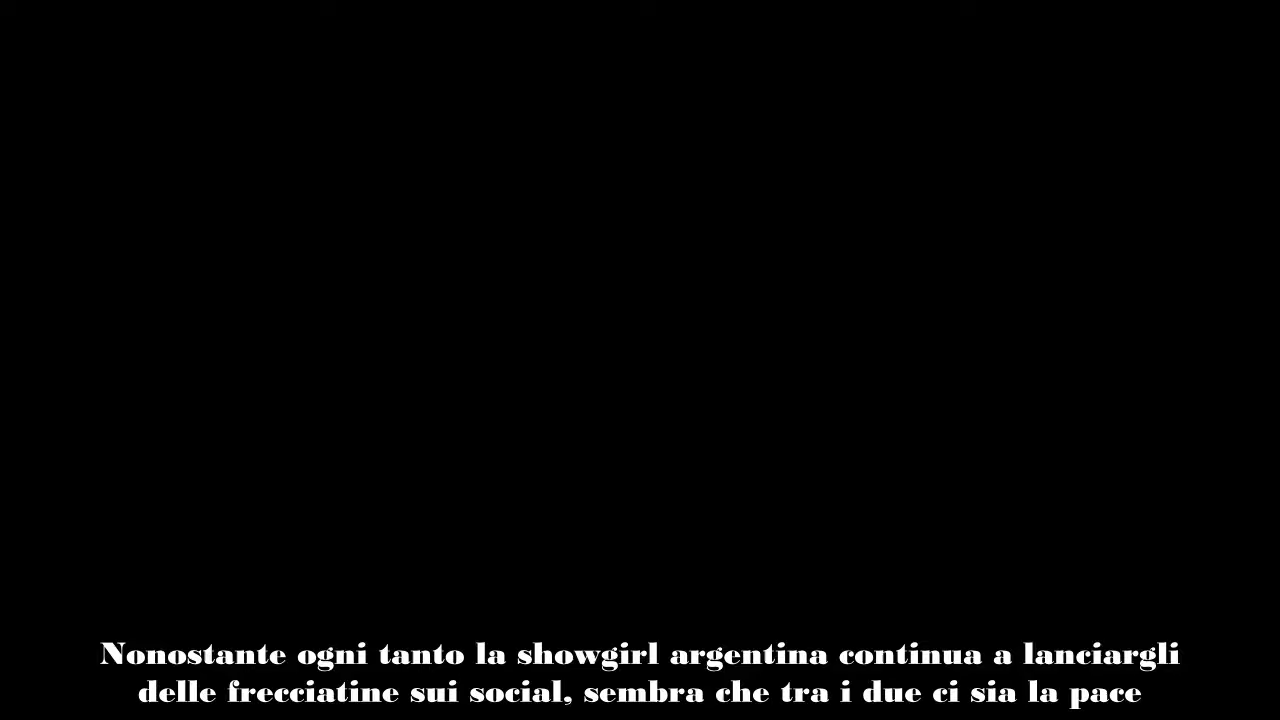 Nonostante ogni tanto la showgirl argentina continua a lanciargli
delle frecciatine sui social, sembra che tra i due ci sia la pace